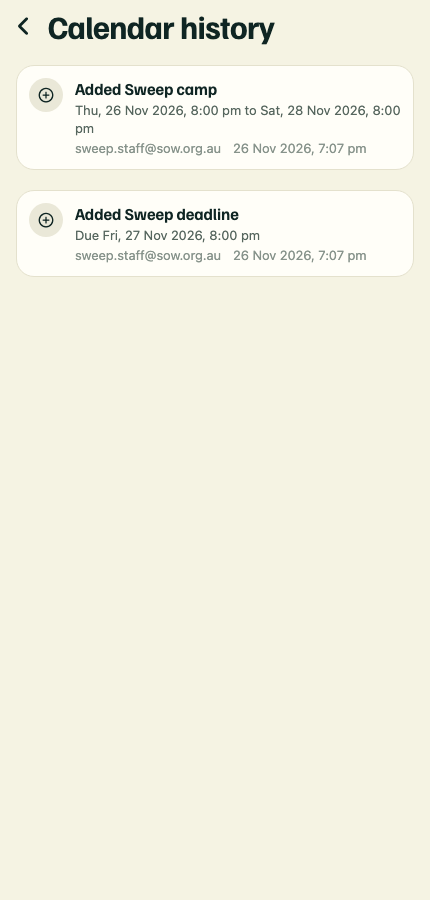 Calendar history
Added Sweep camp
Thu, 26 Nov 2026, 8:00 pm to Sat, 28 Nov 2026, 8:00
pm
sweep.staff@sow.org.au 26 Nov 2026, 7:07 pm
Added Sweep deadline
Due Fri, 27 Nov 2026, 8:00 pm
sweep.staff@sow.org.au 26 Nov 2026, 7:07 pm